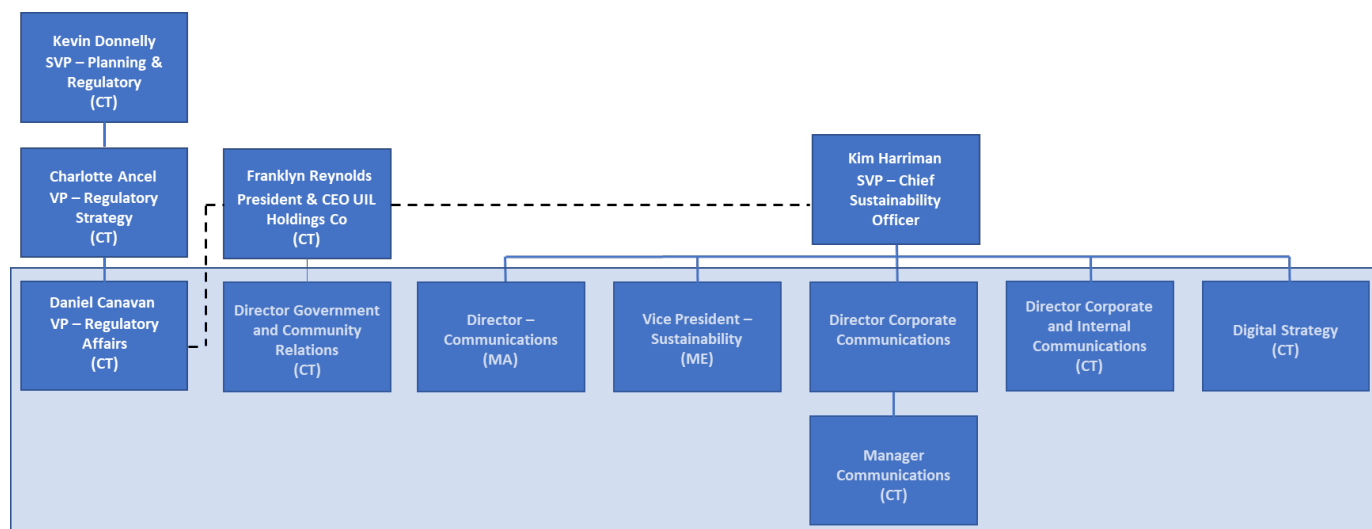 Kevin Donnelly
SVP – Planning &
Regulatory
(CT)
Charlotte Ancel
VP – Regulatory
Strategy
(CT)
Franklyn Reynolds
President & CEO UIL
Holdings Co
(CT)
Kim Harriman
SVP – Chief
Sustainability
Officer
Daniel Canavan
VP – Regulatory
Affairs
(CT)
Director Government
and Community
Relations
(CT)
Director –
Communications
(MA)
Vice President –
Sustainability
(ME)
Director Corporate
Communications
Director Corporate
and Internal
Communications
(CT)
Digital Strategy
(CT)
Manager
Communications
(CT)